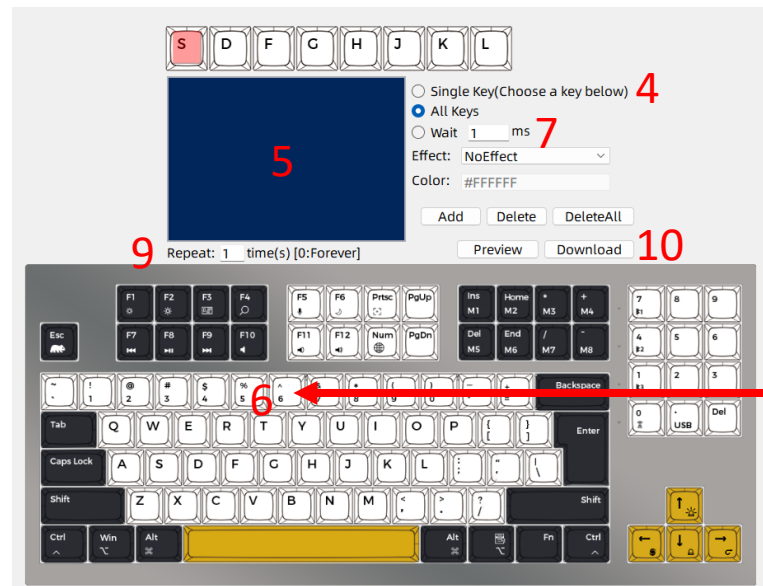 S D F G H J K L
Single Key(Choose a key below) 4
All Keys
Wait 1 ms 7
5
Effect: NoEffect
Color: #FFFFFF
Add Delete DeleteAll
9 Repeat: 1 time(s) [0:Forever]
Preview Download 10
F1 F2 F3 F4 F5 F6 Prtsc PgUp Ins M1 Home M2 * M3 + M4 7 8 9
Esc F7 F8 F9 F10 F11 F12 Num PgDn Del M5 End M6 / M7 - M8 4 5 6
~ ` ! 1 @ 2 # 3 $ 4 % 5 6 ^ 6 * 8 ( 9 ) 0 + = Backspace 1 2 3
Tab Q W E R T Y U I O P { [ } ] Enter 0 . USB Del
Caps Lock A S D F G H J K L : ; " ' | \
Shift Z X C V B N M < , > . ? / Shift ↑
Ctrl Win Alt Alt Fn Ctrl ← ↓ →